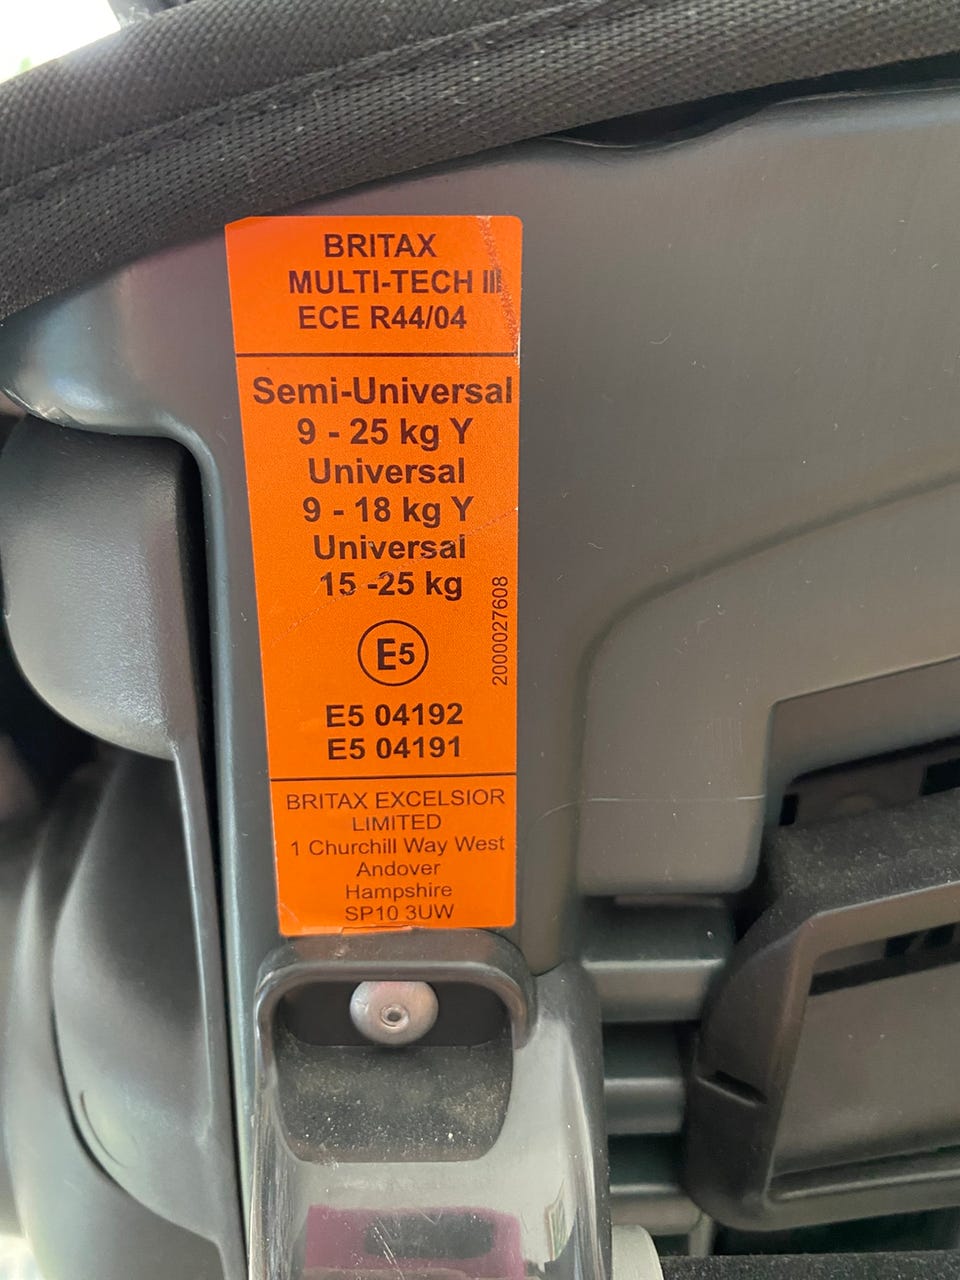 BRITAX
MULTI-TECH III
ECE R44/04
Semi-Universal
9 - 25 kg Y
Universal
9 - 18 kg Y
Universal
15 -25 kg
E5
2000027608
E5 04192
E5 04191
BRITAX EXCELSIOR
LIMITED
1 Churchill Way West
Andover
Hampshire
SP10 3UW